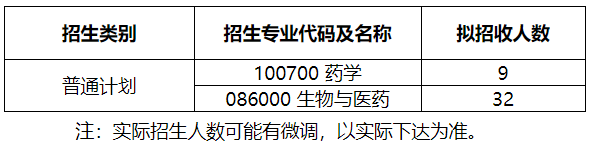 招生类别 招生专业代码及名称 拟招收人数
普通计划 100700 药学 9
086000 生物与医药 32
注：实际招生人数可能有微调，以实际下达为准。